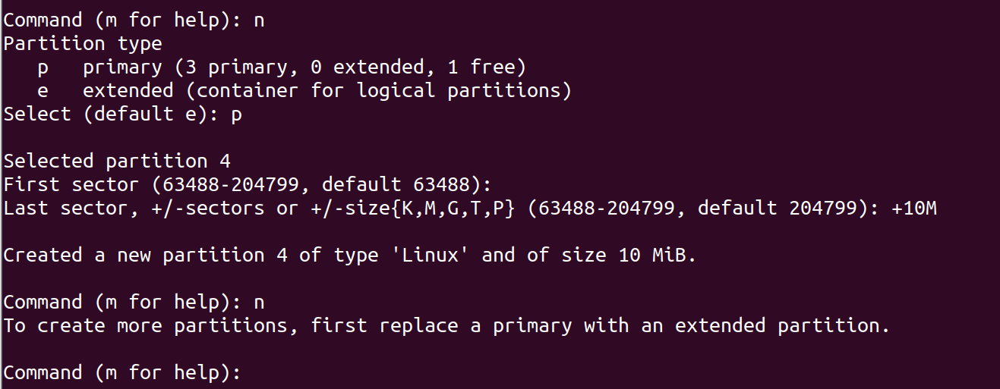 Command (m for help): n
Partition type
   p   primary (3 primary, 0 extended, 1 free)
   e   extended (container for logical partitions)
Select (default e): p

Selected partition 4
First sector (63488-204799, default 63488):
Last sector, +/-sectors or +/-size{K,M,G,T,P} (63488-204799, default 204799): +10M

Created a new partition 4 of type 'Linux' and of size 10 MiB.

Command (m for help): n
To create more partitions, first replace a primary with an extended partition.

Command (m for help):